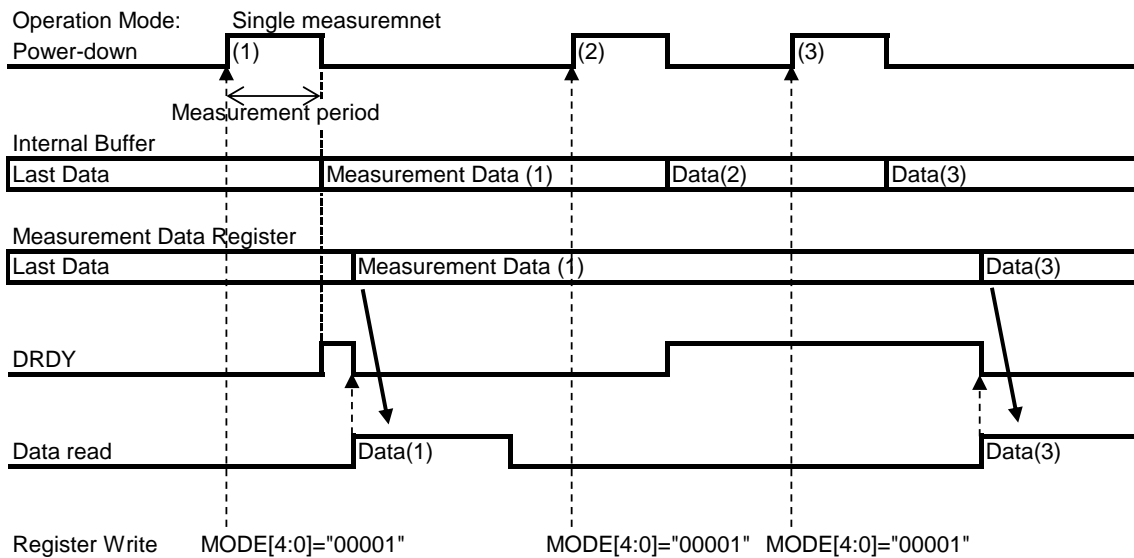 Operation Mode: Single measuremnet
Power-down (1) (2) (3)
Measurement period
Internal Buffer
Last Data Measurement Data (1) Data(2) Data(3)
Measurement Data Register
Last Data Measurement Data (1) Data(3)
DRDY
Data read Data(1) Data(3)
Register Write MODE[4:0]="00001" MODE[4:0]="00001" MODE[4:0]="00001"